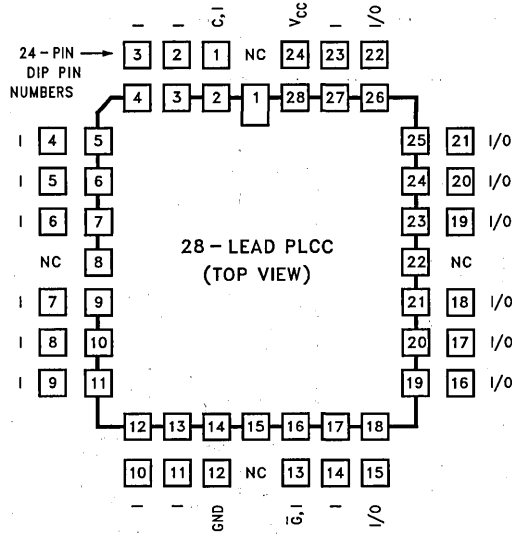 I I C,I VCC I I/O
24-PIN 3 2 1 NC 24 23 22
DIP PIN
NUMBERS
4 3 2 1 28 27 26
I 4 5 25 21 I/O
I 5 6 24 20 I/O
I 6 7 23 19 I/O
NC 8 22 NC
28-LEAD PLCC
(TOP VIEW)
I 7 9 21 18 I/O
I 8 10 20 17 I/O
I 9 11 19 16 I/O
12 13 14 15 16 17 18
10 11 12 NC 13 14 15
I I GND G̅,I I I/O